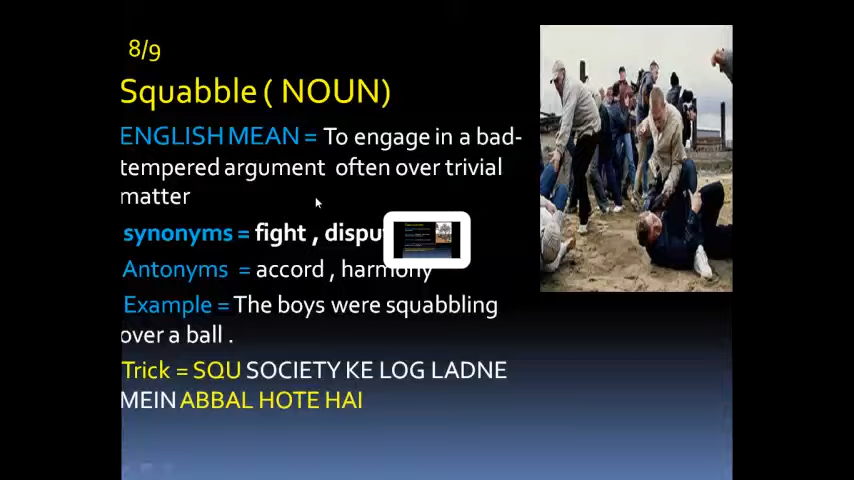 8/9
Squabble ( NOUN)
ENGLISH MEAN = To engage in a bad-
tempered argument often over trivial
matter
synonyms = fight ,
Antonyms = accord , harmony
Example = The boys were squabbling
over a ball .
Trick = SQU SOCIETY KE LOG LADNE
MEIN ABBAL HOTE HAI